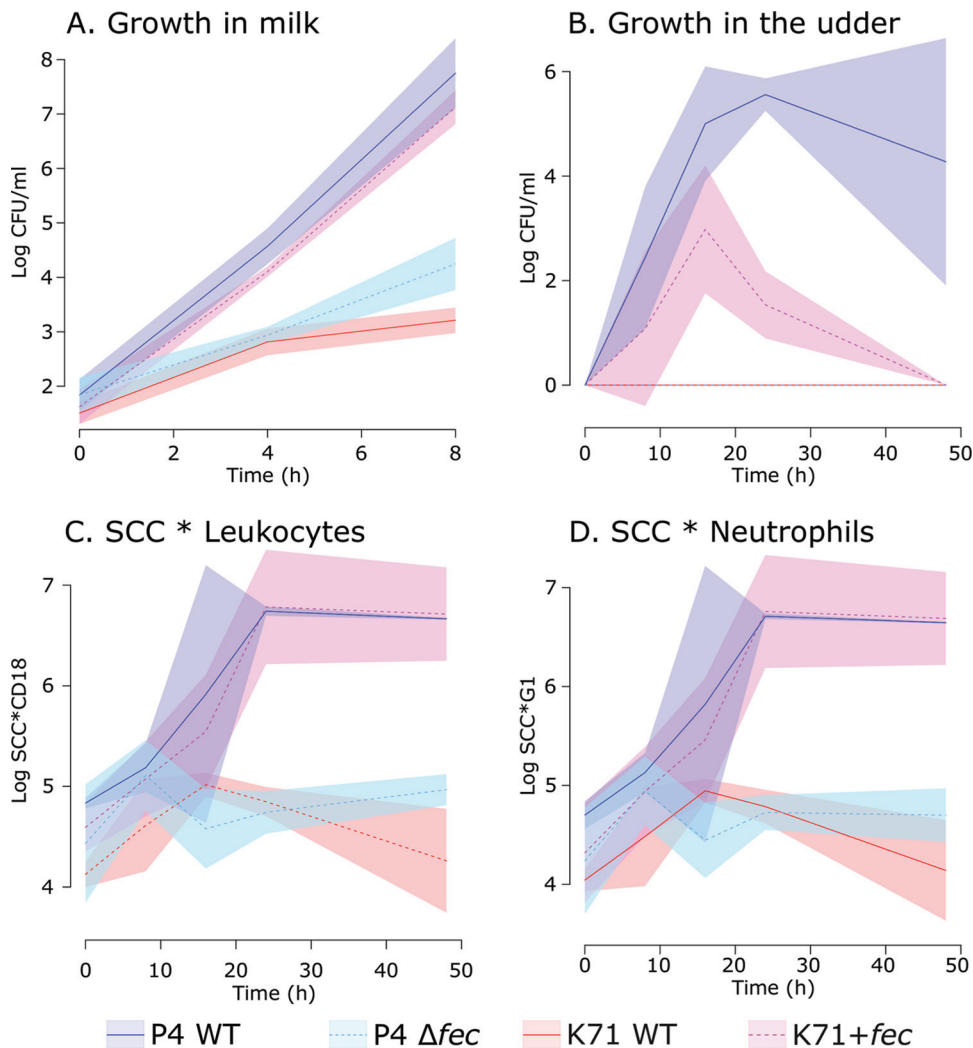 A. Growth in milk
Log CFU/ml
8
7
6
5
4
3
2
0 2 4 6 8
Time (h)
B. Growth in the udder
Log CFU/ml
6
4
2
0
0 10 20 30 40 50
Time (h)
C. SCC * Leukocytes
Log SCC*CD18
7
6
5
4
0 10 20 30 40 50
Time (h)
D. SCC * Neutrophils
Log SCC*G1
7
6
5
4
0 10 20 30 40 50
Time (h)
P4 WT P4 Δfec K71 WT K71+fec